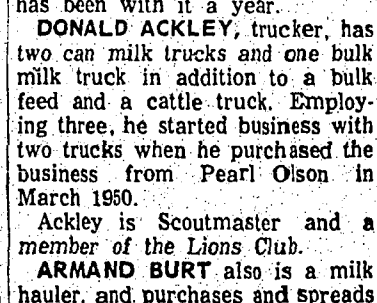 has been with it a year.
DONALD ACKLEY, trucker, has
two can milk trucks and one bulk
milk truck in addition to a bulk
feed and a cattle truck. Employ-
ing three, he started business with
two trucks when he purchased the
business from Pearl Olson in
March 1950.
Ackley is Scoutmaster and a
member of the Lions Club.
ARMAND BURT also is a milk
hauler, and purchases and spreads